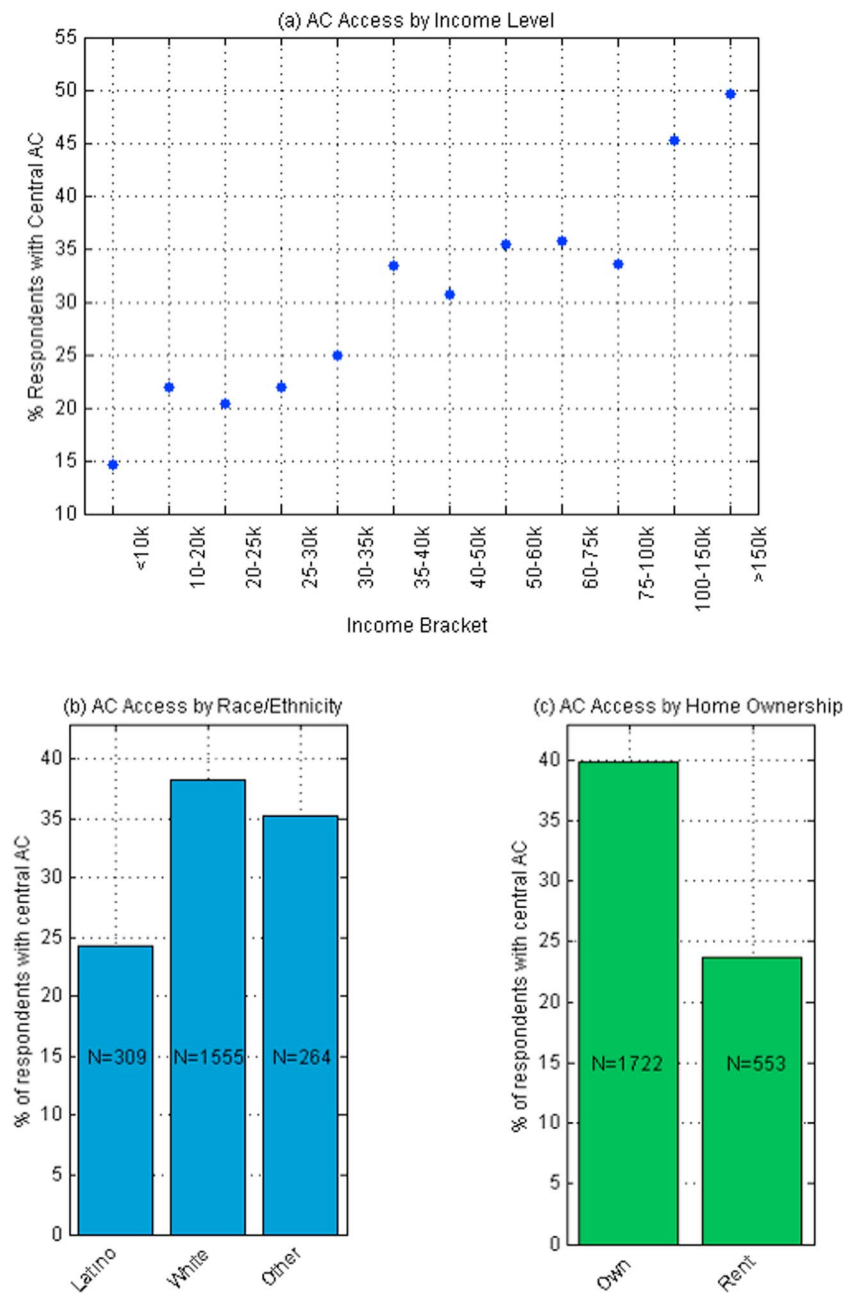 (a) AC Access by Income Level
% Respondents with Central AC
55
50
45
40
35
30
25
20
15
10
<10k
10-20k
20-25k
25-30k
30-35k
35-40k
40-50k
50-60k
60-75k
75-100k
100-150k
>150k
Income Bracket
(b) AC Access by Race/Ethnicity
% of respondents with central AC
40
35
30
25
20
15
10
5
0
N=309
N=1555
N=264
Latino
White
Other
(c) AC Access by Home Ownership
% of respondents with central AC
40
35
30
25
20
15
10
5
0
N=1722
N=553
Own
Rent